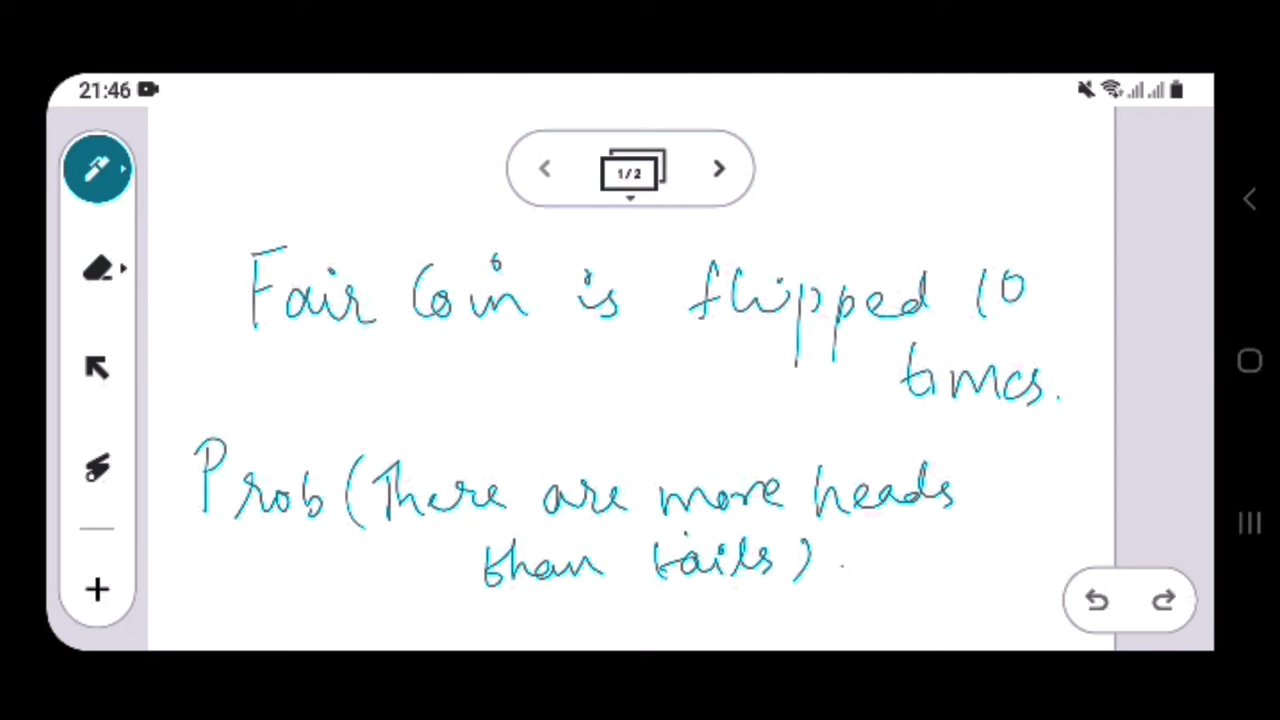 21:46
1/2
Fair Coin is flipped 10
times.
Prob (There are more heads
than tails).